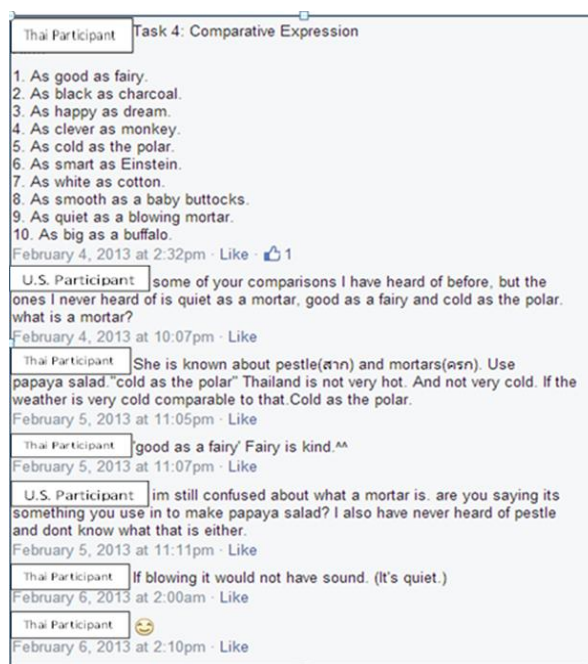 Thai Participant Task 4: Comparative Expression
1. As good as fairy.
2. As black as charcoal.
3. As happy as dream.
4. As clever as monkey.
5. As cold as the polar.
6. As smart as Einstein.
7. As white as cotton.
8. As smooth as a baby buttocks.
9. As quiet as a blowing mortar.
10. As big as a buffalo.
February 4, 2013 at 2:32pm · Like · 1
U.S. Participant some of your comparisons I have heard of before, but the
ones I never heard of is quiet as a mortar, good as a fairy and cold as the polar.
what is a mortar?
February 4, 2013 at 10:07pm · Like
Thai Participant She is known about pestle(สาก) and mortars(ครก). Use
papaya salad."cold as the polar" Thailand is not very hot. And not very cold. If the
weather is very cold comparable to that.Cold as the polar.
February 5, 2013 at 11:05pm · Like
Thai Participant 'good as a fairy' Fairy is kind.^^
February 5, 2013 at 11:07pm · Like
U.S. Participant im still confused about what a mortar is. are you saying its
something you use in to make papaya salad? I also have never heard of pestle
and dont know what that is either.
February 5, 2013 at 11:11pm · Like
Thai Participant If blowing it would not have sound. (It's quiet.)
February 6, 2013 at 2:00am · Like
Thai Participant
February 6, 2013 at 2:10pm · Like